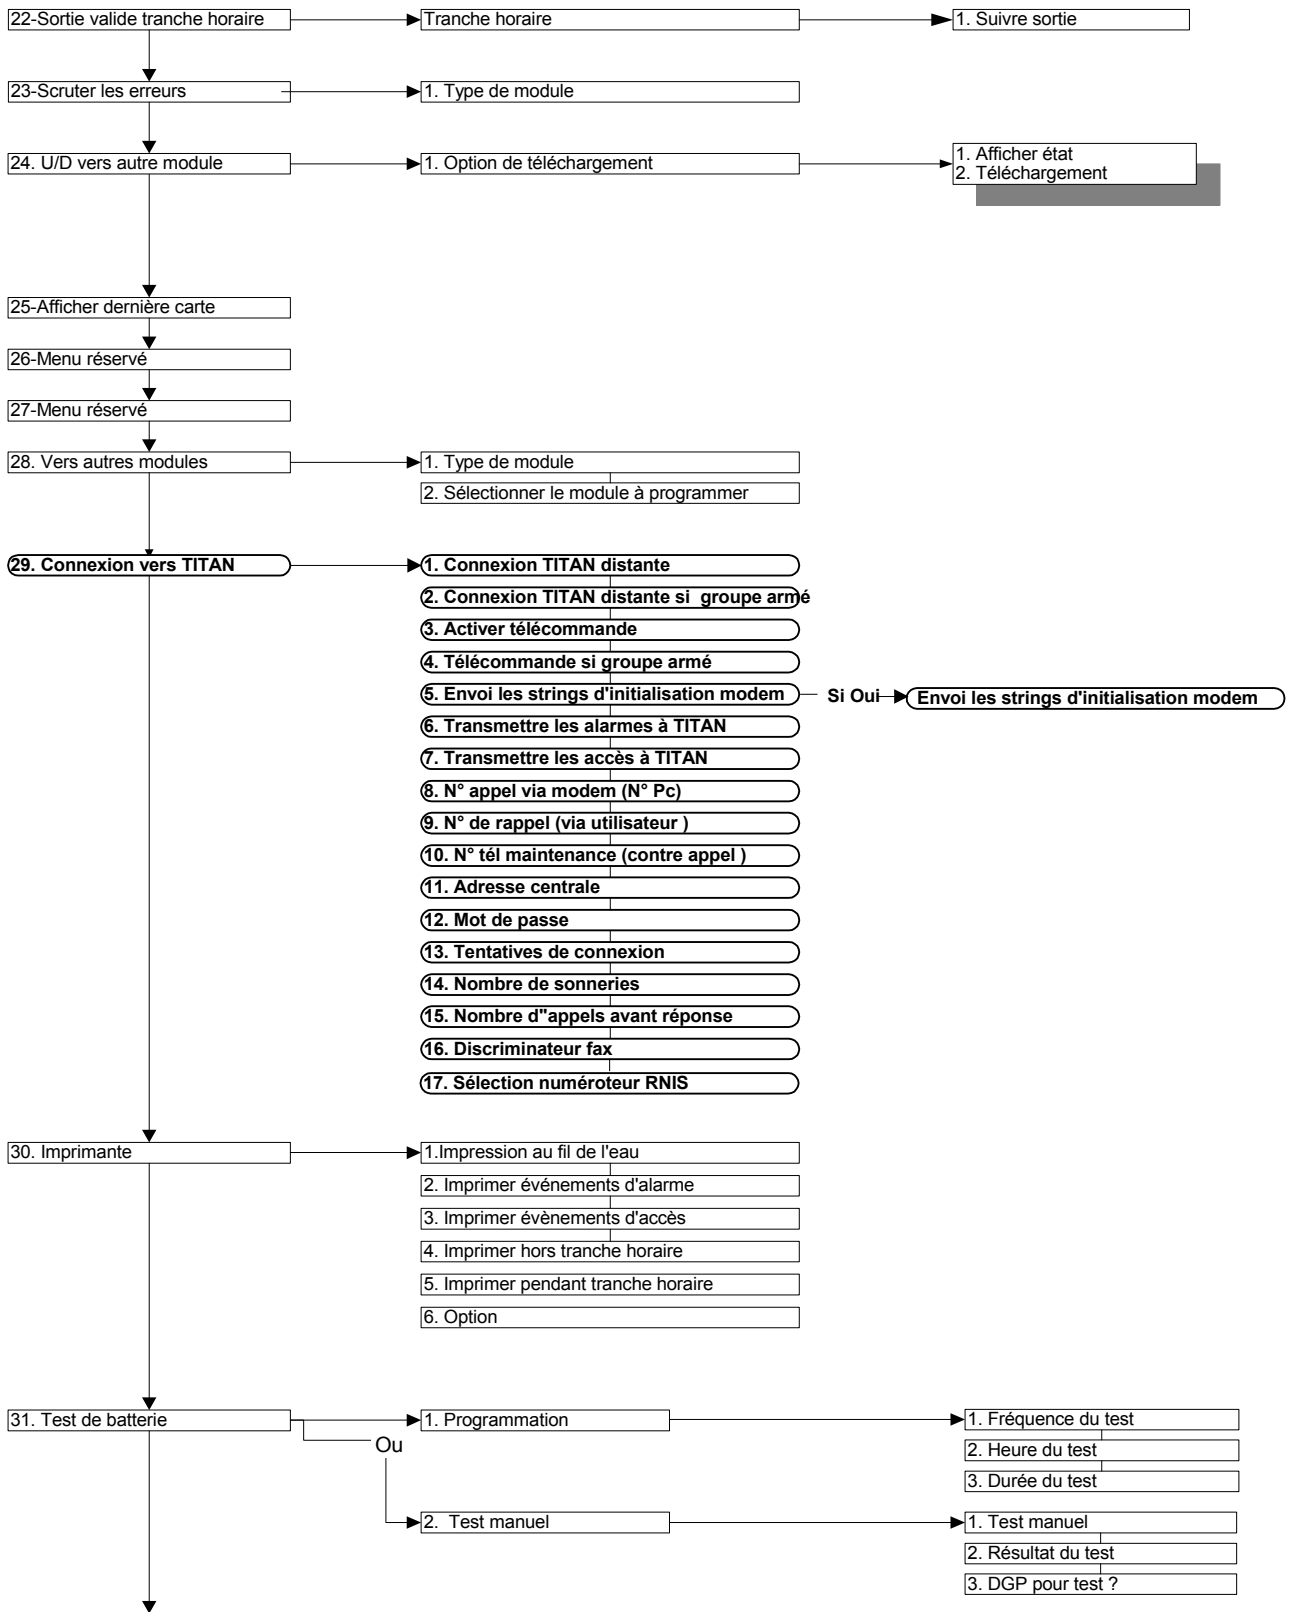 22-Sortie valide tranche horaire
Tranche horaire
1. Suivre sortie
23-Scruter les erreurs
1. Type de module
24. U/D vers autre module
1. Option de téléchargement
1. Afficher état
2. Téléchargement
25-Afficher dernière carte
26-Menu réservé
27-Menu réservé
28. Vers autres modules
1. Type de module
2. Sélectionner le module à programmer
29. Connexion vers TITAN
1. Connexion TITAN distante
2. Connexion TITAN distante si groupe armé
3. Activer télécommande
4. Télécommande si groupe armé
5. Envoi les strings d'initialisation modem
Si Oui
Envoi les strings d'initialisation modem
6. Transmettre les alarmes à TITAN
7. Transmettre les accès à TITAN
8. N° appel via modem (N° Pc)
9. N° de rappel (via utilisateur )
10. N° tél maintenance (contre appel )
11. Adresse centrale
12. Mot de passe
13. Tentatives de connexion
14. Nombre de sonneries
15. Nombre d"appels avant réponse
16. Discriminateur fax
17. Sélection numéroteur RNIS
30. Imprimante
1.Impression au fil de l'eau
2. Imprimer événements d'alarme
3. Imprimer évènements d'accès
4. Imprimer hors tranche horaire
5. Imprimer pendant tranche horaire
6. Option
31. Test de batterie
1. Programmation
1. Fréquence du test
Ou
2. Heure du test
3. Durée du test
2. Test manuel
1. Test manuel
2. Résultat du test
3. DGP pour test ?